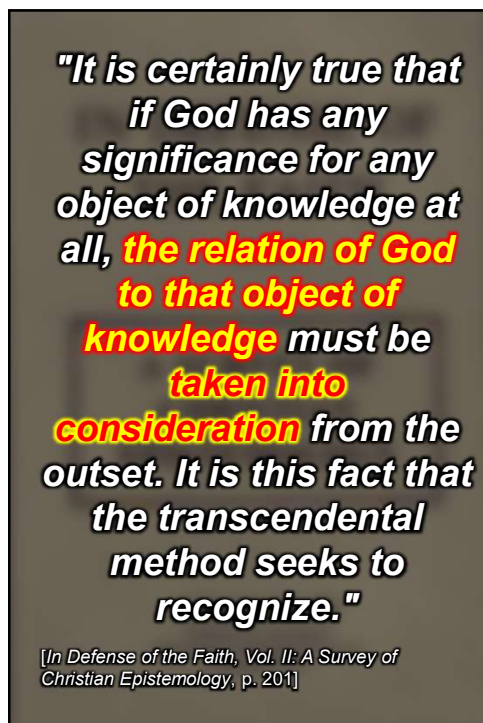 "It is certainly true that
if God has any
significance for any
object of knowledge at
all, the relation of God
to that object of
knowledge must be
taken into
consideration from the
outset. It is this fact that
the transcendental
method seeks to
recognize."
[In Defense of the Faith, Vol. II: A Survey of
Christian Epistemology, p. 201]